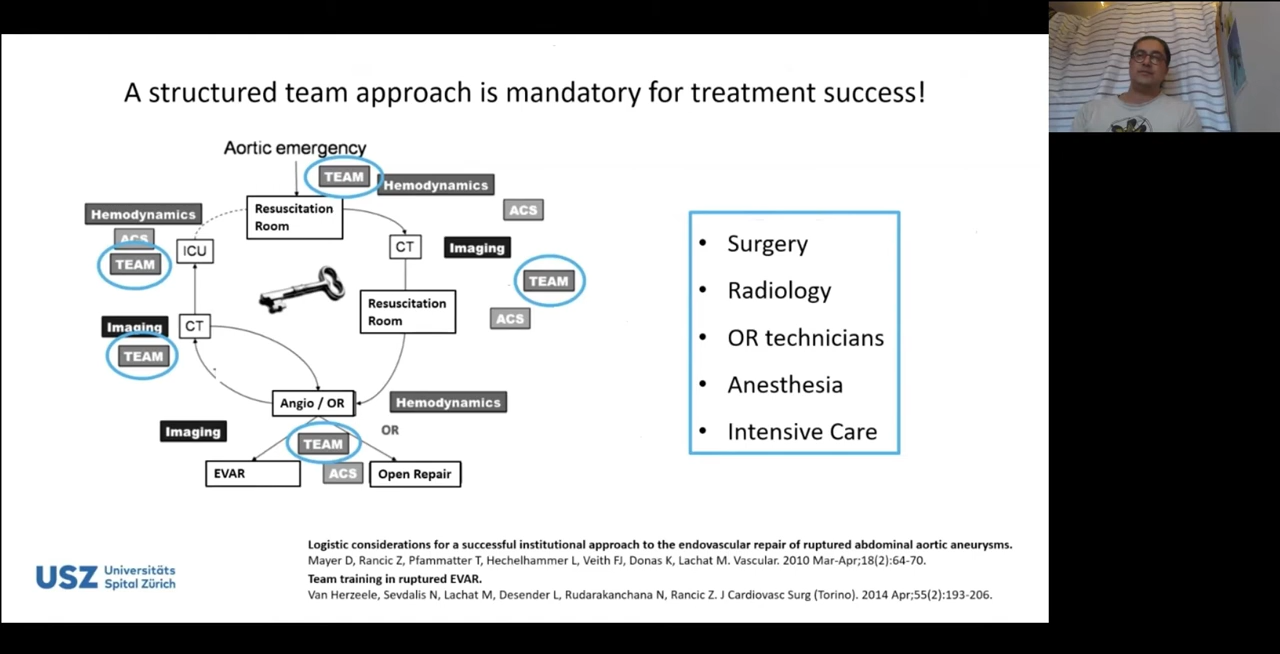 A structured team approach is mandatory for treatment success!
Aortic emergency
TEAM
Hemodynamics
Resuscitation
Room
ACS
CT
Imaging
TEAM
Resuscitation
Room
ACS
Hemodynamics
ACS
TEAM
ICU
Imaging
CT
TEAM
Angio / OR
Hemodynamics
Imaging
TEAM
OR
EVAR
ACS
Open Repair
• Surgery
• Radiology
• OR technicians
• Anesthesia
• Intensive Care
Logistic considerations for a successful institutional approach to the endovascular repair of ruptured abdominal aortic aneurysms.
Mayer D, Rancic Z, Pfammatter T, Hechelhammer L, Veith FJ, Donas K, Lachat M. Vascular. 2010 Mar-Apr;18(2):64-70.
Team training in ruptured EVAR.
Van Herzeele, Sevdalis N, Lachat M, Desender L, Rudarakanchana N, Rancic Z. J Cardiovasc Surg (Torino). 2014 Apr;55(2):193-206.
USZ Universitäts
Spital Zürich